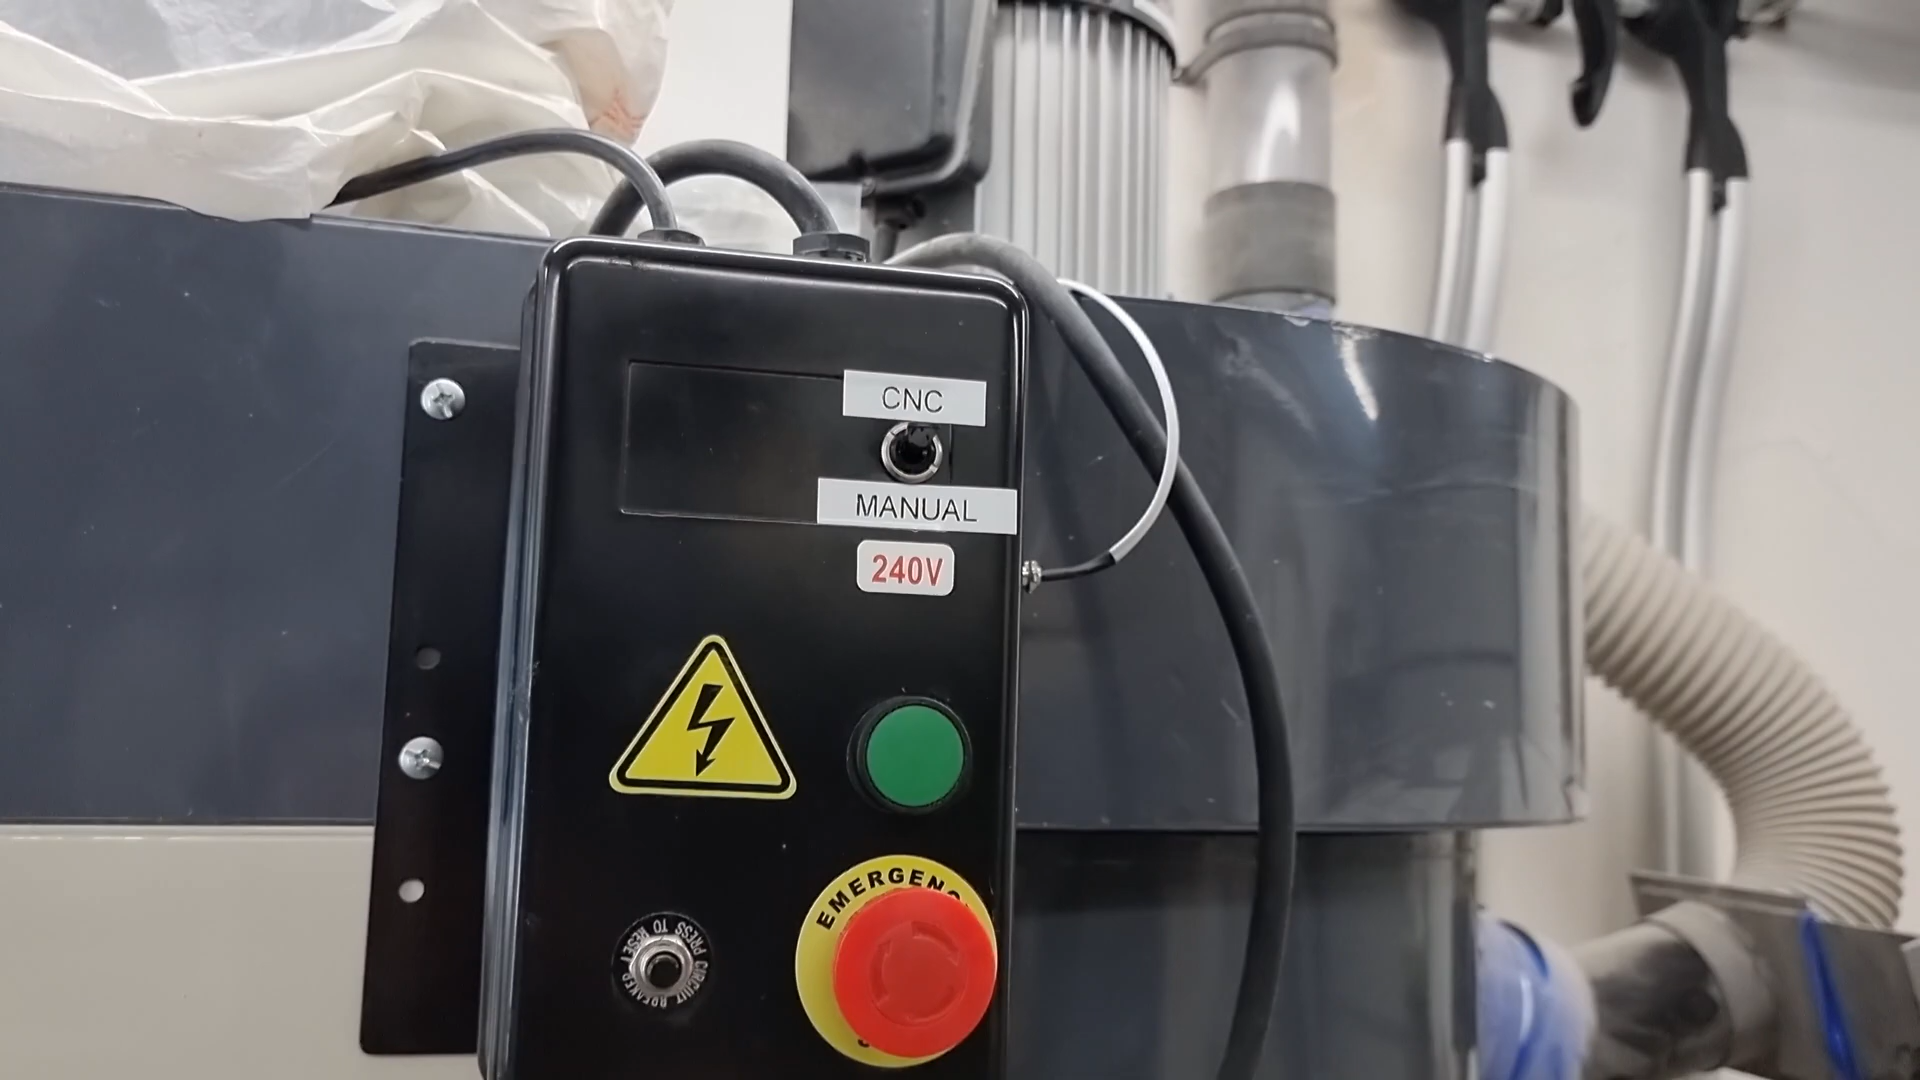 CNC
MANUAL
240V
EMERGENC
PRESS TO RESET
CIRCUIT BREAKER